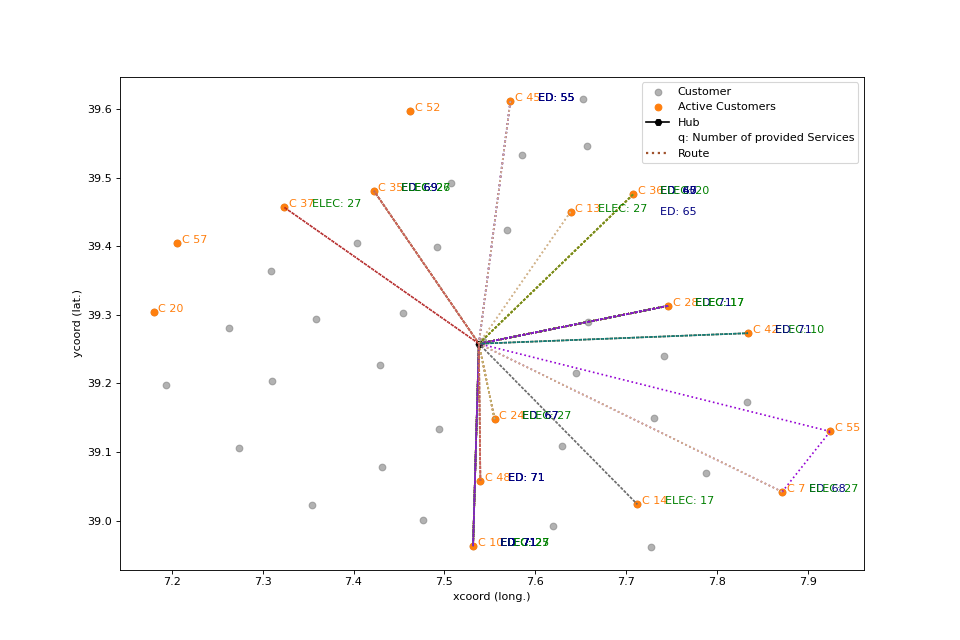 39.6
39.5
39.4
39.3
39.2
39.1
39.0
7.2
7.3
7.4
7.5
7.6
7.7
7.8
7.9
xcoord (long.)
ycoord (lat.)
Customer
Active Customers
Hub
q: Number of provided Services
Route
C 45 ED: 55
C 52
C 35
C 37 ELEC: 27
C 13 ELEC: 27
C 36
ED: 65
C 57
C 20
C 28
C 42
C 24
C 55
C 48 ED: 71
C 7
C 14 ELEC: 17
C 10